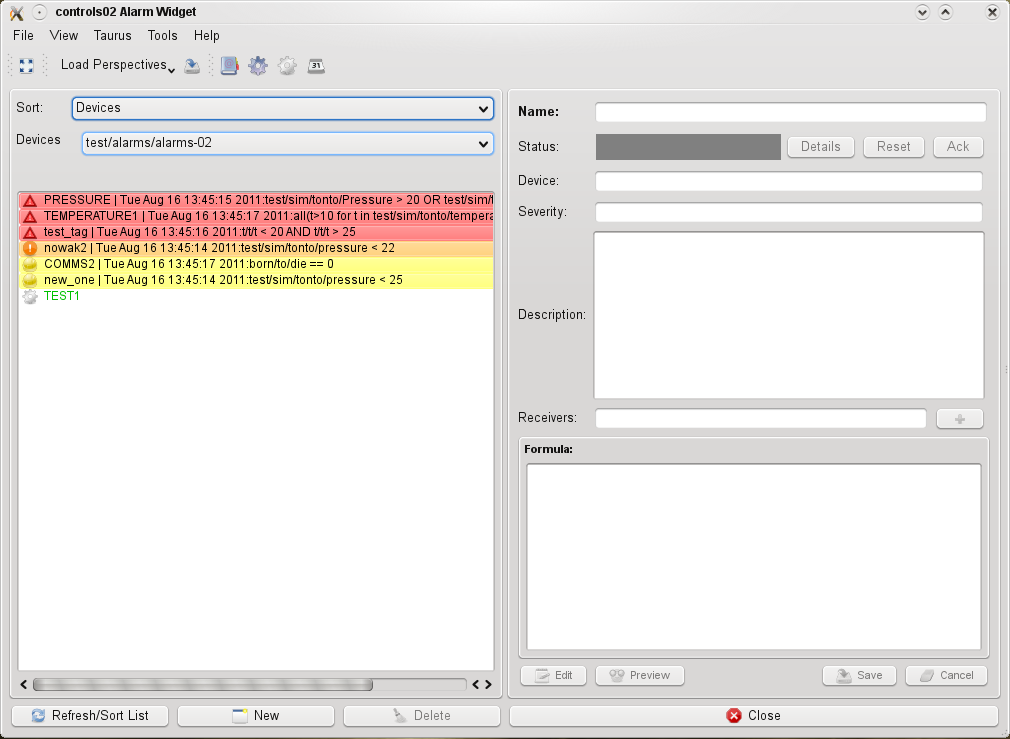 controls02 Alarm Widget
File View Taurus Tools Help
Load Perspectives 31
Sort: Devices
Devices test/alarms/alarms-02
PRESSURE | Tue Aug 16 13:45:15 2011:test/sim/tonto/Pressure > 20 OR test/sim/t
TEMPERATURE1 | Tue Aug 16 13:45:17 2011:all(t>10 for t in test/sim/tonto/tempera
test_tag | Tue Aug 16 13:45:16 2011:t/t/t < 20 AND t/t/t > 25
nowak2 | Tue Aug 16 13:45:14 2011:test/sim/tonto/pressure < 22
COMMS2 | Tue Aug 16 13:45:17 2011:born/to/die == 0
new_one | Tue Aug 16 13:45:14 2011:test/sim/tonto/pressure < 25
TEST1
Refresh/Sort List New Delete
Name:
Status: Details Reset Ack
Device:
Severity:
Description:
Receivers:
Formula:
Edit Preview Save Cancel
Close